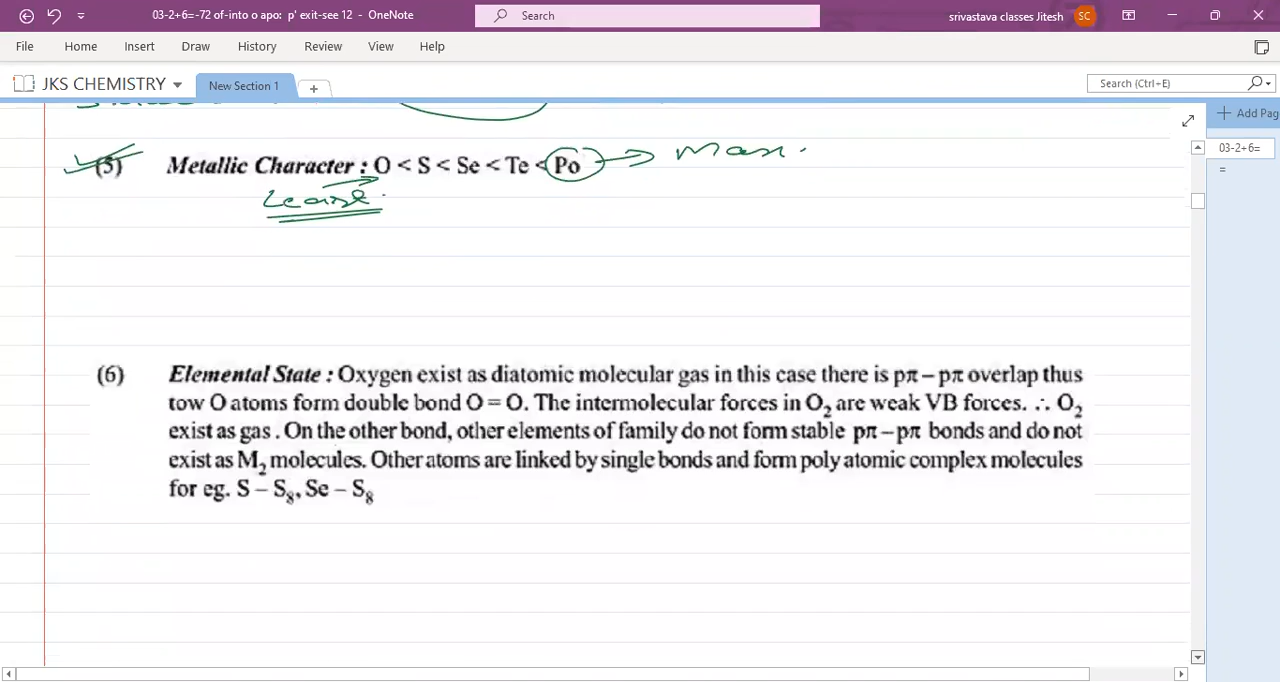 03-2+6=-72 of-into o apo: p' exit-see 12 - OneNote
Search
srivastava classes Jitesh
SC
File Home Insert Draw History Review View Help
JKS CHEMISTRY
New Section 1
+
Search (Ctrl+E)
+ Add Pag
03-2+6=
=
(5) Metallic Character : O < S < Se < Te < Po → Max.
Least
(6) Elemental State : Oxygen exist as diatomic molecular gas in this case there is pπ – pπ overlap thus
tow O atoms form double bond O = O. The intermolecular forces in O₂ are weak VB forces. ∴ O₂
exist as gas . On the other bond, other elements of family do not form stable pπ – pπ bonds and do not
exist as M₂ molecules. Other atoms are linked by single bonds and form poly atomic complex molecules
for eg. S – S₈, Se – S₈